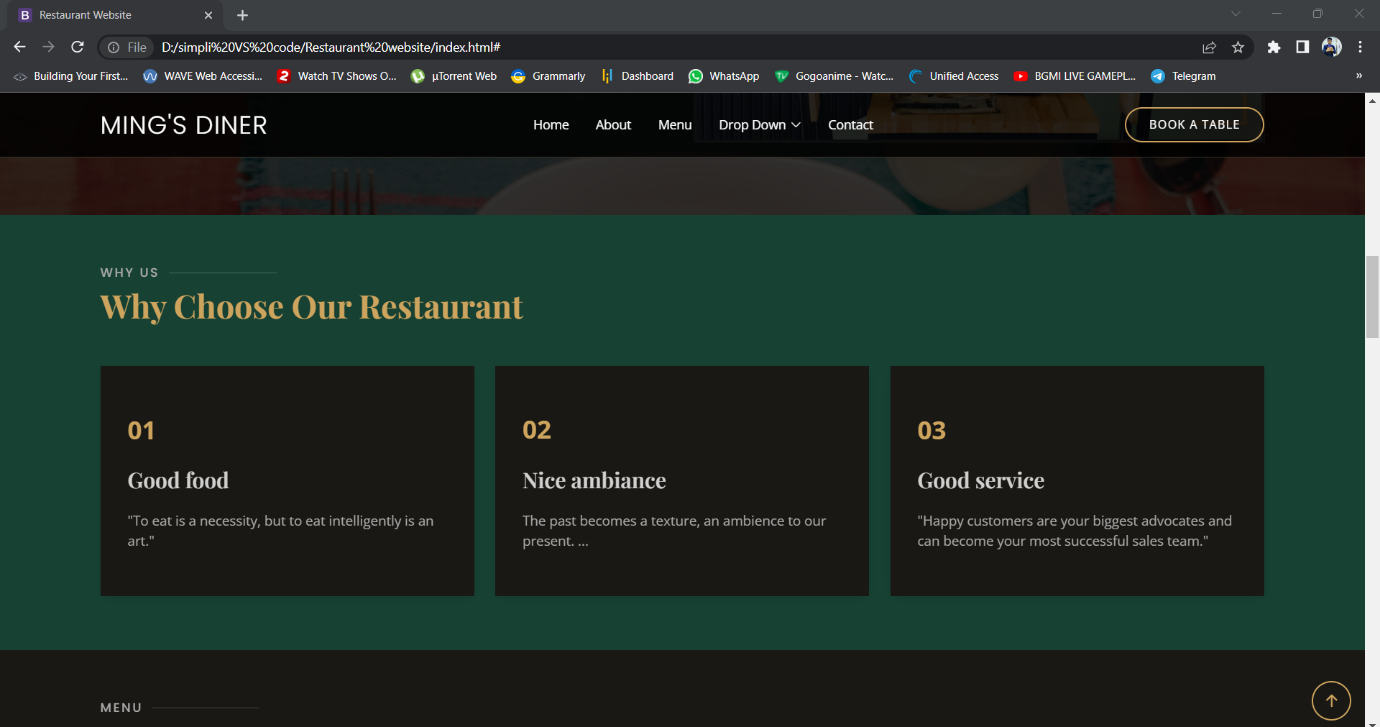 Restaurant Website
File D:/simpli%20VS%20code/Restaurant%20website/index.html#
Building Your First... WAVE Web Accessi... Watch TV Shows O... µTorrent Web Grammarly Dashboard WhatsApp Gogoanime - Watc... Unified Access BGMI LIVE GAMEPL... Telegram »
MING'S DINER Home About Menu Drop Down Contact BOOK A TABLE
WHY US
Why Choose Our Restaurant
01
Good food
"To eat is a necessity, but to eat intelligently is an
art."
02
Nice ambiance
The past becomes a texture, an ambience to our
present. ...
03
Good service
"Happy customers are your biggest advocates and
can become your most successful sales team."
MENU